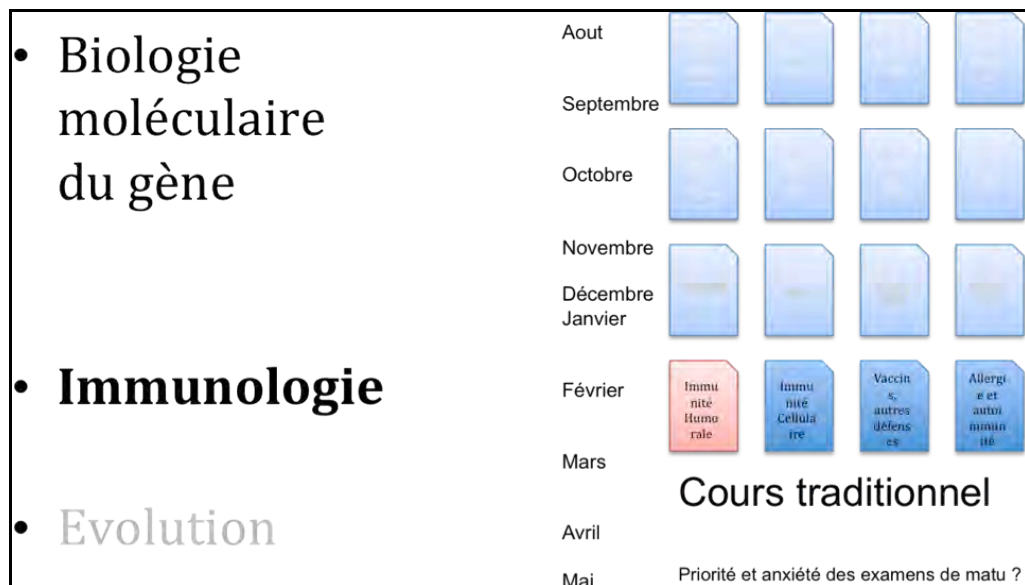 • Biologie
moléculaire
du gène
• Immunologie
• Evolution
Aout
Septembre
Octobre
Novembre
Décembre
Janvier
Février
Mars
Avril
Mai
Immu
nité
Humo
rale
Immu
nité
Cellula
ire
Vaccin
s,
autres
défens
es
Allergi
e et
autoi
mmun
ité
Cours traditionnel
Priorité et anxiété des examens de matu ?